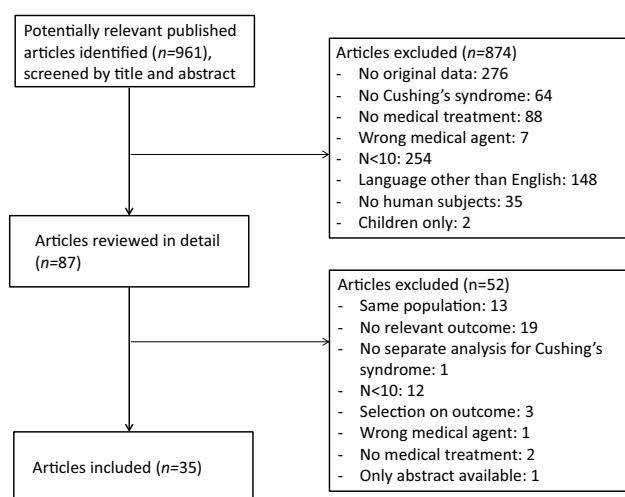 Potentially relevant published
articles identified (n=961),
screened by title and abstract
Articles excluded (n=874)
- No original data: 276
- No Cushing's syndrome: 64
- No medical treatment: 88
- Wrong medical agent: 7
- N<10: 254
- Language other than English: 148
- No human subjects: 35
- Children only: 2
Articles reviewed in detail
(n=87)
Articles excluded (n=52)
- Same population: 13
- No relevant outcome: 19
- No separate analysis for Cushing's
syndrome: 1
- N<10: 12
- Selection on outcome: 3
- Wrong medical agent: 1
- No medical treatment: 2
- Only abstract available: 1
Articles included (n=35)